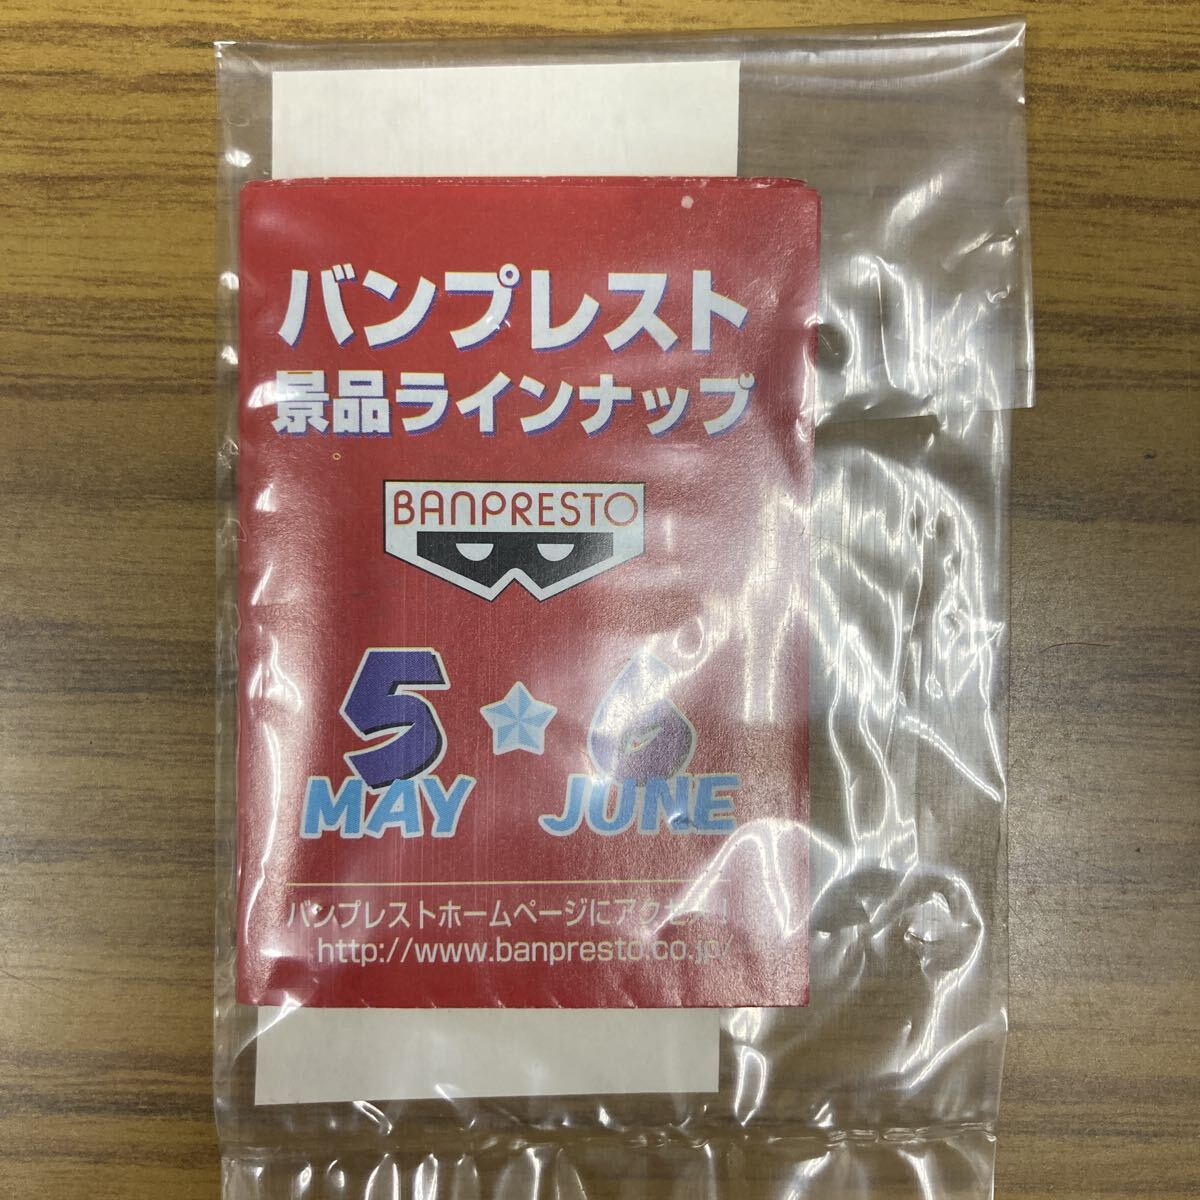 バンプレスト
景品ラインナップ
BANPRESTO
5 ★ 6
MAY JUNE
バンプレストホームページにアクセス!
http://www.banpresto.co.jp/